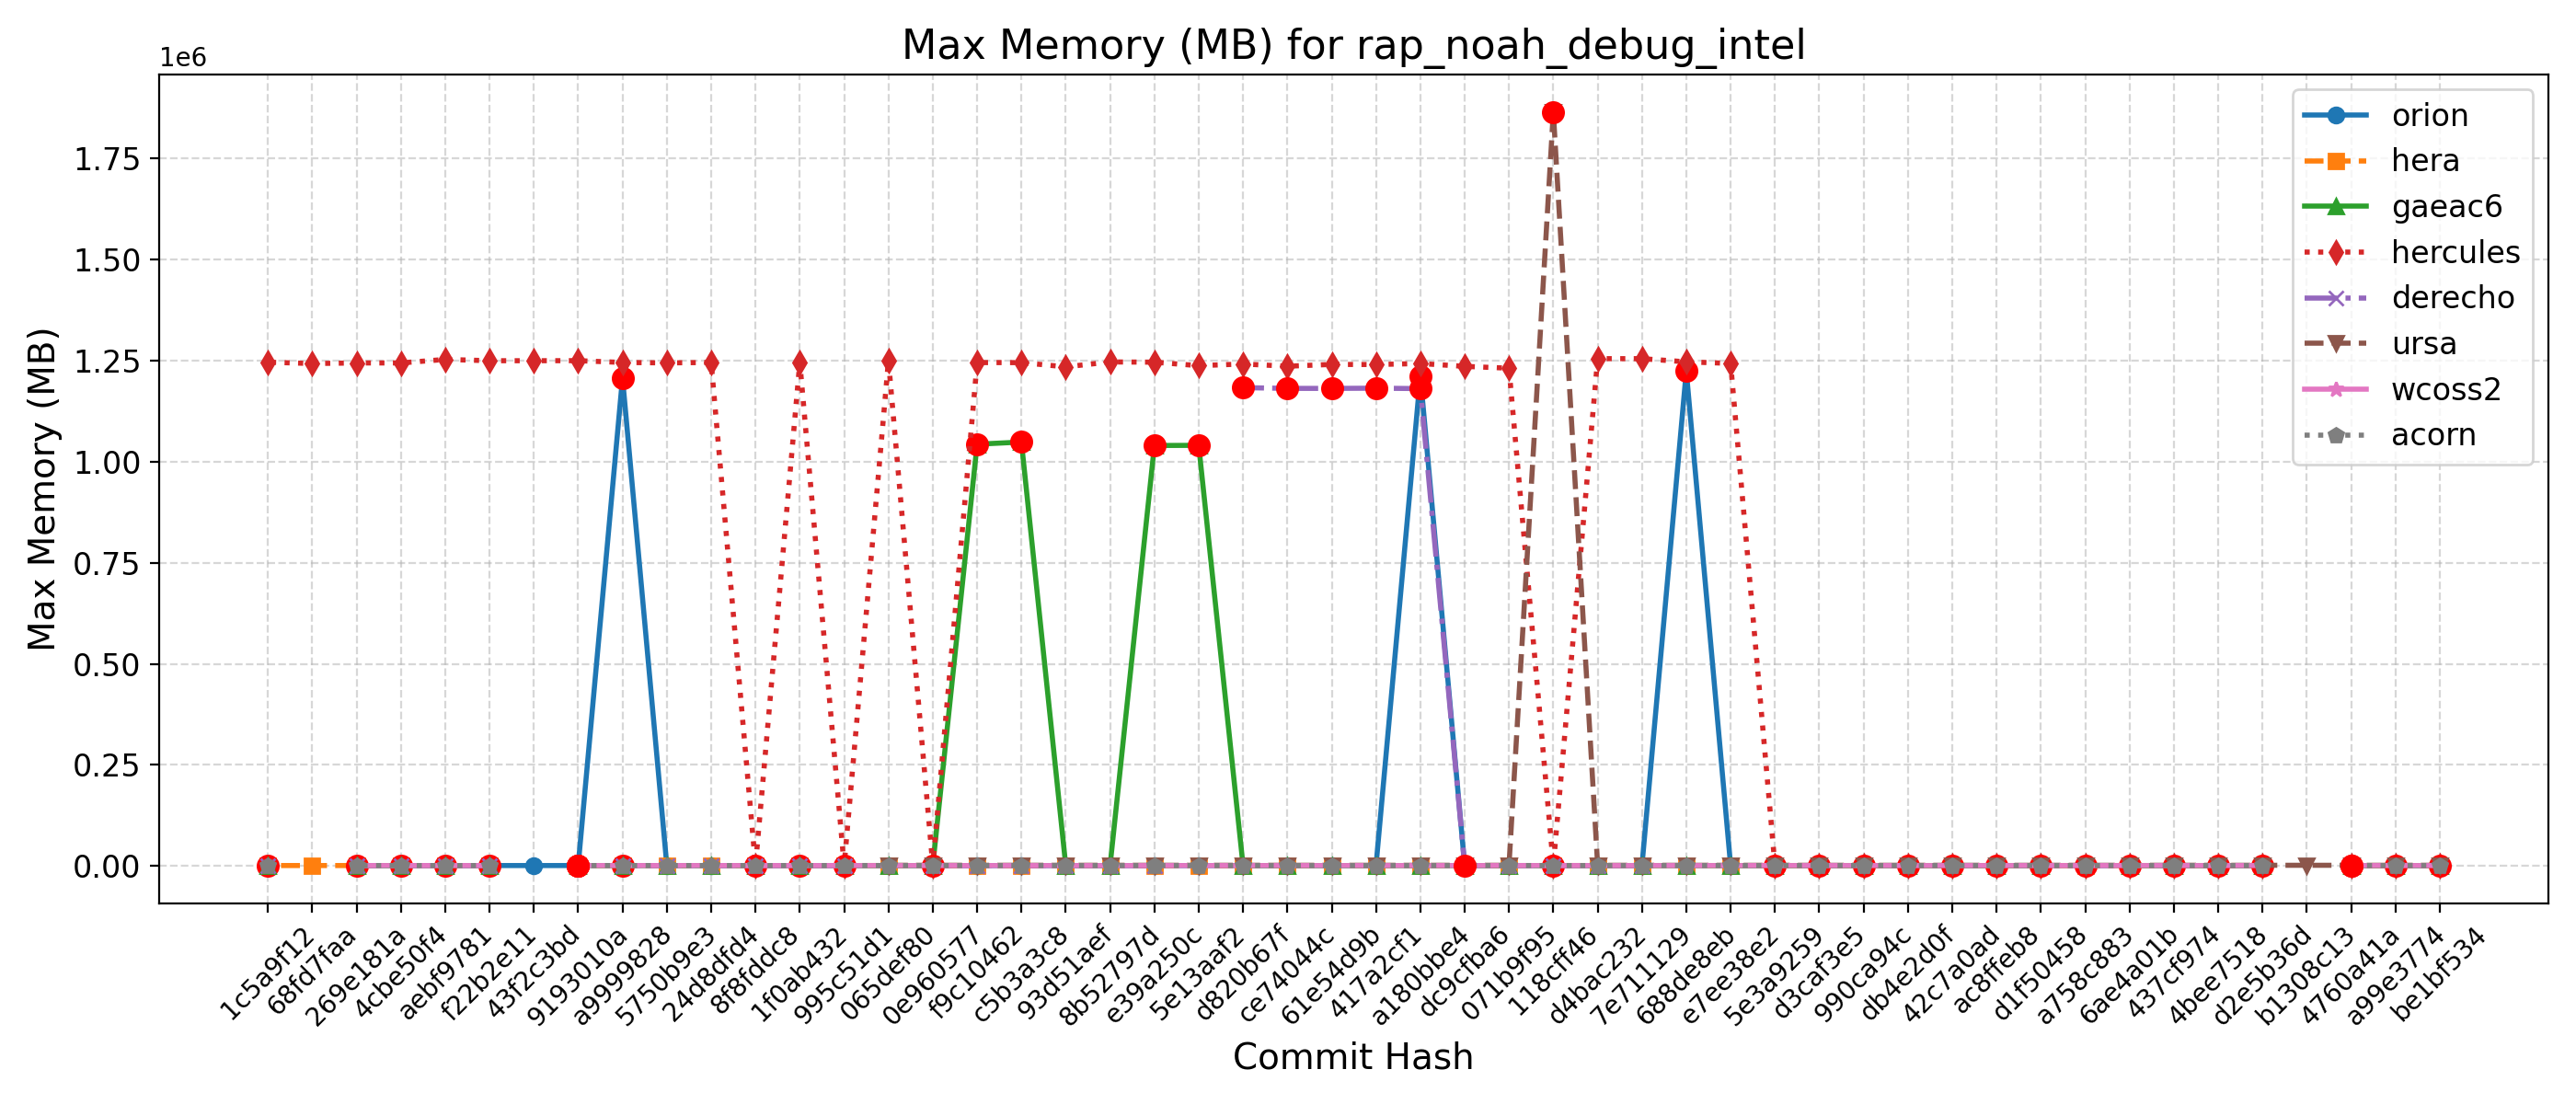 Max Memory (MB) for rap_noah_debug_intel
1e6
1.75
1.50
1.25
1.00
0.75
0.50
0.25
0.00
Max Memory (MB)
orion
hera
gaeac6
hercules
derecho
ursa
wcoss2
acorn
1c5a9f12
68fd7faa
269e181a
4cbe50f4
aebf9781
f22b2e11
43f2c3bd
9193010a
a9999828
5750b9e3
24d8dfd4
8f8fddc8
1f0ab432
995c51d1
065def80
0e960577
f9c10462
c5b3a3c8
93d51aef
8b52797d
e39a250c
5e13aaf2
d820b67f
ce74044c
61e54d9b
417a2cf1
a180bbe4
dc9cfba6
071b9f95
118cff46
d4bac232
7e711129
688de8eb
e7ee38e2
5e3a9259
d3caf3e5
990ca94c
db4e2d0f
42c7a0ad
ac8ffeb8
d1f50458
a758c883
6ae4a01b
437cf974
4bee7518
d2e5b36d
b1308c13
4760a41a
a99e3774
be1bf534
Commit Hash